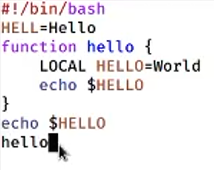 #!/bin/bash
HELL=Hello
function hello {
    LOCAL HELLO=World
    echo $HELLO
}
echo $HELLO
hello